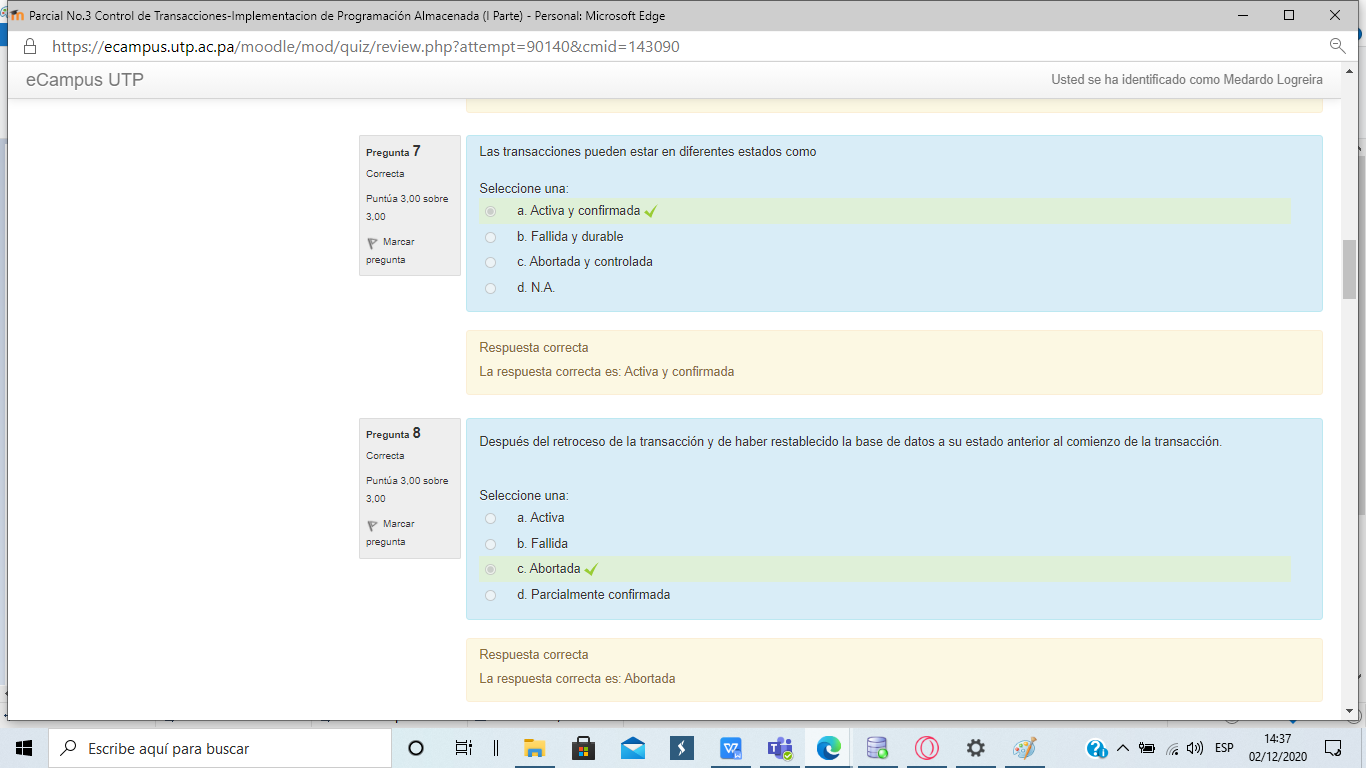 Parcial No.3 Control de Transacciones-Implementacion de Programación Almacenada (I Parte) - Personal: Microsoft Edge
https://ecampus.utp.ac.pa/moodle/mod/quiz/review.php?attempt=90140&cmid=143090
eCampus UTP
Usted se ha identificado como Medardo Logreira
Pregunta 7
Correcta
Puntúa 3,00 sobre
3,00
Marcar
pregunta
Las transacciones pueden estar en diferentes estados como
Seleccione una:
a. Activa y confirmada
b. Fallida y durable
c. Abortada y controlada
d. N.A.
Respuesta correcta
La respuesta correcta es: Activa y confirmada
Pregunta 8
Correcta
Puntúa 3,00 sobre
3,00
Marcar
pregunta
Después del retroceso de la transacción y de haber restablecido la base de datos a su estado anterior al comienzo de la transacción.
Seleccione una:
a. Activa
b. Fallida
c. Abortada
d. Parcialmente confirmada
Respuesta correcta
La respuesta correcta es: Abortada
Escribe aquí para buscar
ESP
14:37
02/12/2020